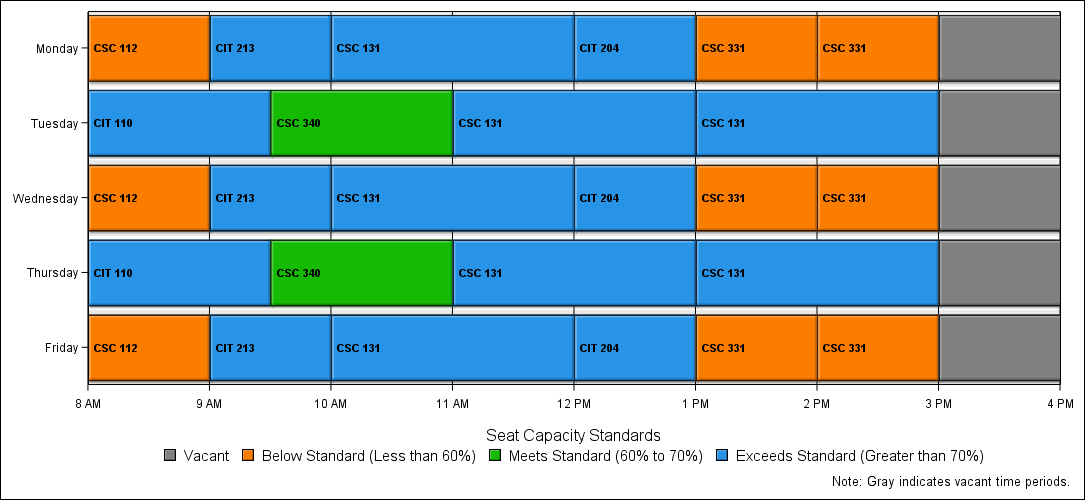 Monday CSC 112 CIT 213 CSC 131 CIT 204 CSC 331 CSC 331
Tuesday CIT 110 CSC 340 CSC 131 CSC 131
Wednesday CSC 112 CIT 213 CSC 131 CIT 204 CSC 331 CSC 331
Thursday CIT 110 CSC 340 CSC 131 CSC 131
Friday CSC 112 CIT 213 CSC 131 CIT 204 CSC 331 CSC 331
8 AM 9 AM 10 AM 11 AM 12 PM 1 PM 2 PM 3 PM 4 PM
Seat Capacity Standards
Vacant Below Standard (Less than 60%) Meets Standard (60% to 70%) Exceeds Standard (Greater than 70%)
Note: Gray indicates vacant time periods.